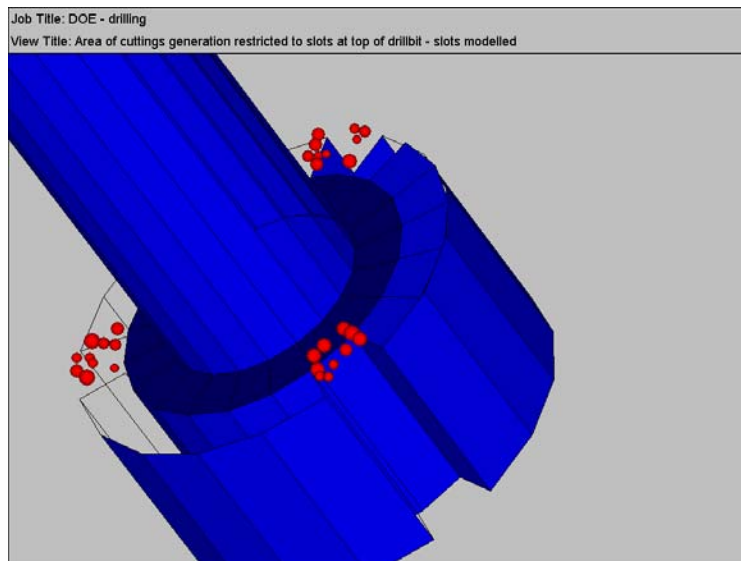 Job Title: DOE - drilling
View Title: Area of cuttings generation restricted to slots at top of drillbit - slots modelled